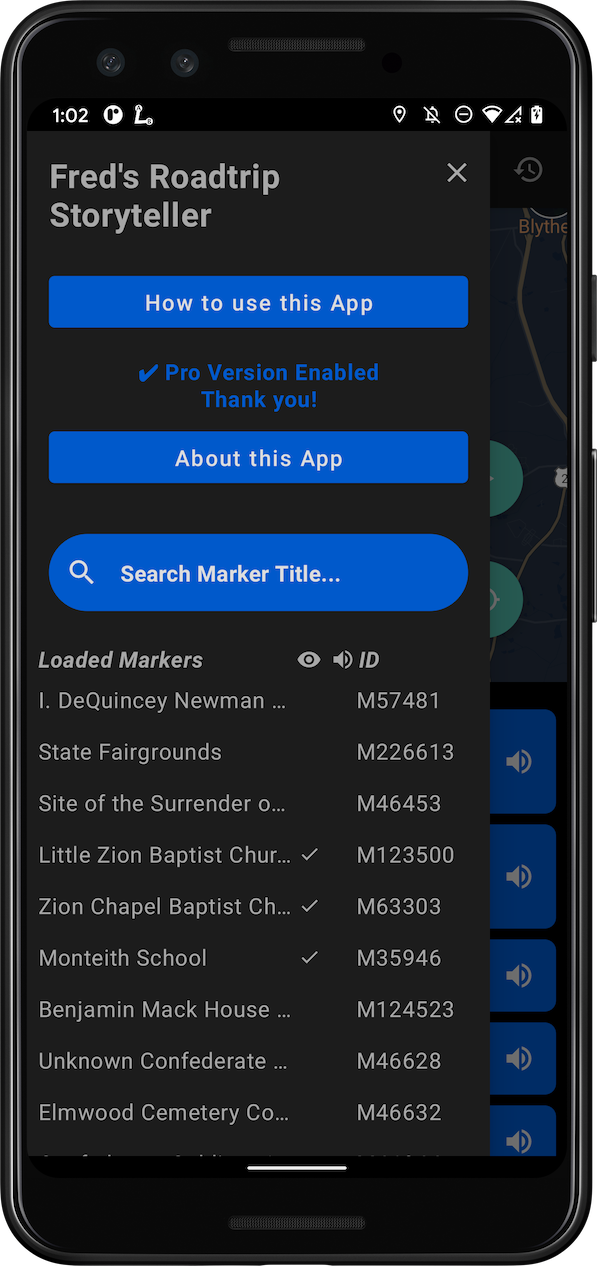 1:02
Fred's Roadtrip
Storyteller
Blythe
How to use this App
✔ Pro Version Enabled
Thank you!
About this App
2
Search Marker Title...
Loaded Markers ID
I. DeQuincey Newman ... M57481
State Fairgrounds M226613
Site of the Surrender o... M46453
Little Zion Baptist Chur... ✓ M123500
Zion Chapel Baptist Ch... ✓ M63303
Monteith School ✓ M35946
Benjamin Mack House ... M124523
Unknown Confederate ... M46628
Elmwood Cemetery Co... M46632